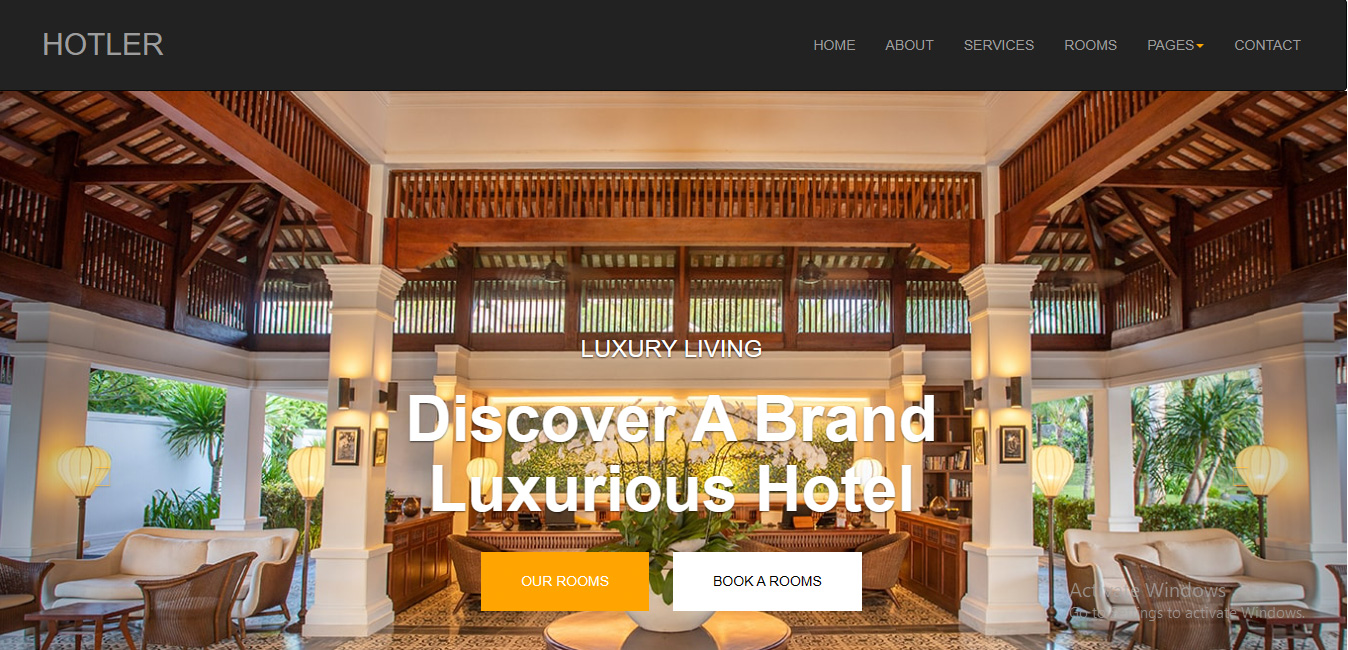 HOTLER
HOME ABOUT SERVICES ROOMS PAGES CONTACT
LUXURY LIVING
Discover A Brand
Luxurious Hotel
OUR ROOMS BOOK A ROOMS
Activate Windows
Go to Settings to activate Windows.